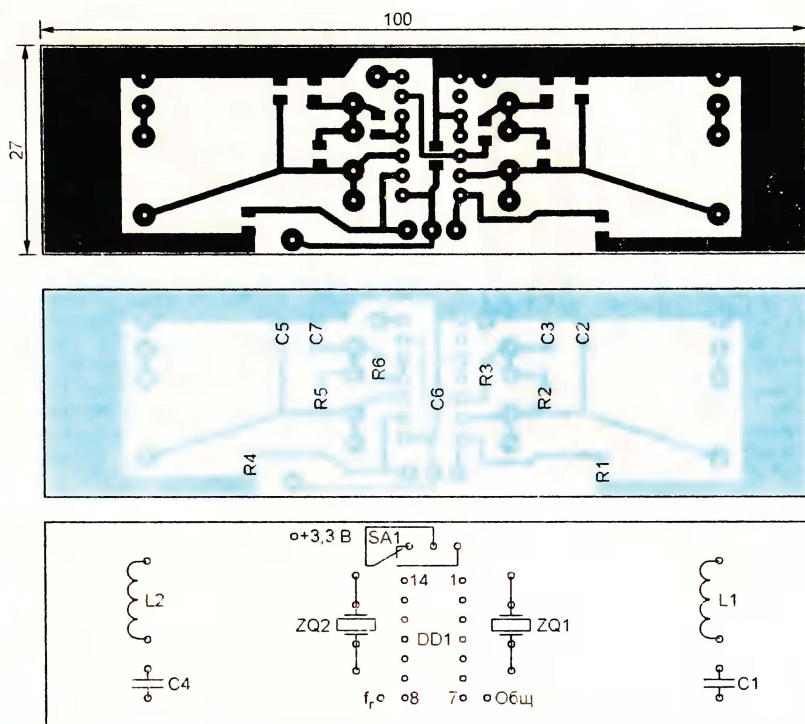 100
27
C5 C7 R6 C6 R3 C3 C2
R5 R2
R4 R1
+3,3 В SA1
14 1
L2 ZQ2 DD1 ZQ1 L1
C4 fг 8 7 Общ C1